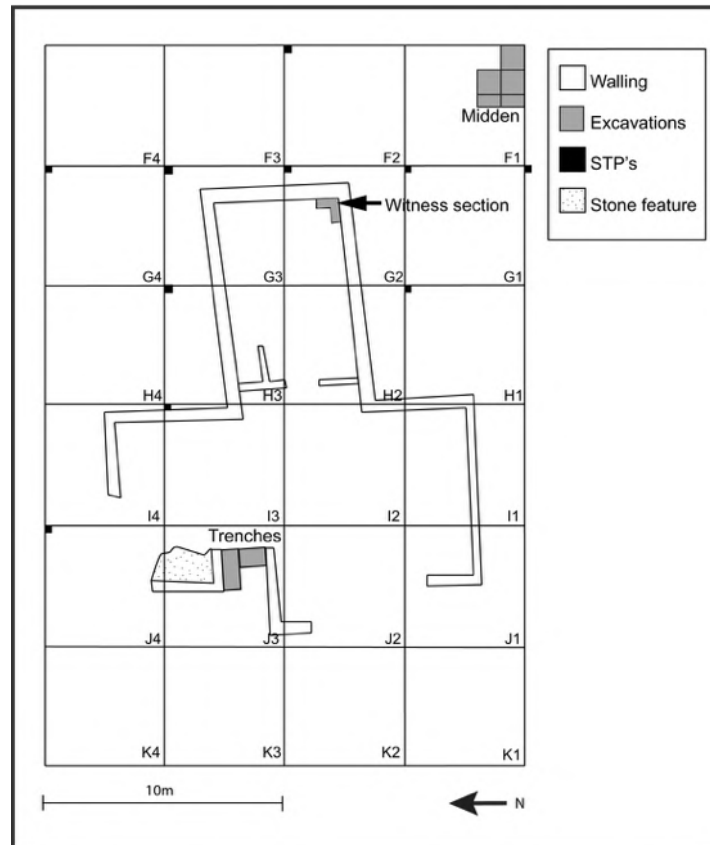 Midden
F4 F3 F2 F1
Witness section
G4 G3 G2 G1
H4 H3 H2 H1
I4 I3 I2 I1
Trenches
J4 J3 J2 J1
K4 K3 K2 K1
10m
N
Walling
Excavations
STP's
Stone feature